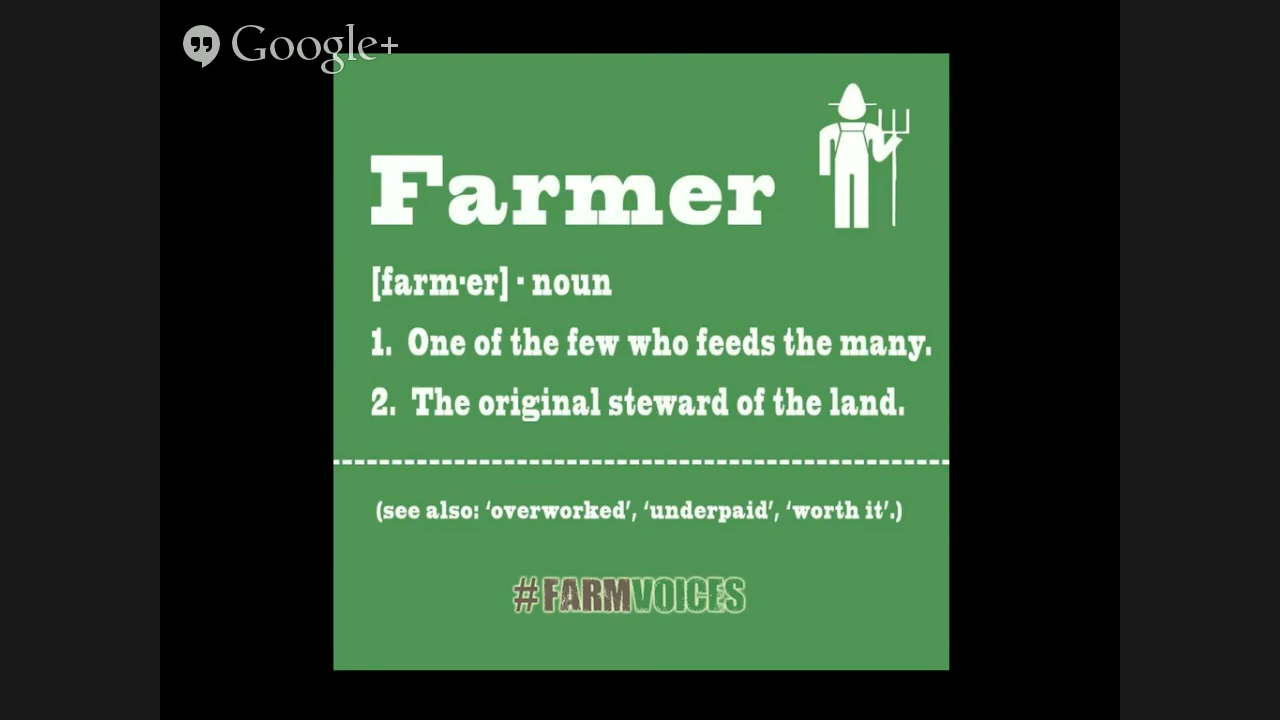 Google+
Farmer
[farm·er] · noun
1. One of the few who feeds the many.
2. The original steward of the land.
(see also: ‘overworked’, ‘underpaid’, ‘worth it’.)
#FARMVOICES